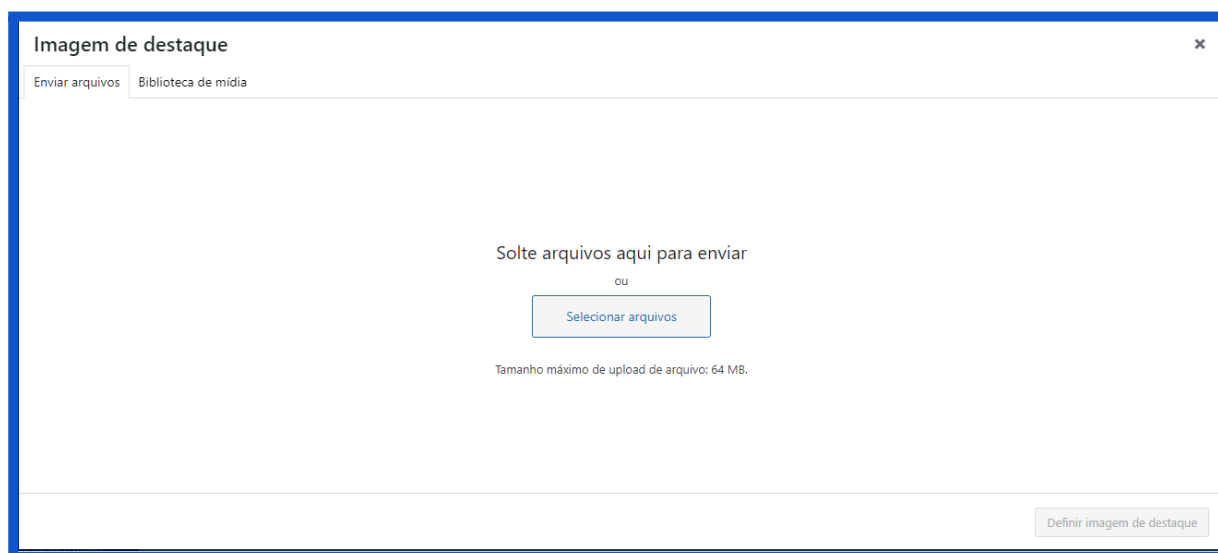 Imagem de destaque
Enviar arquivos Biblioteca de mídia
Solte arquivos aqui para enviar
ou
Selecionar arquivos
Tamanho máximo de upload de arquivo: 64 MB.
Definir imagem de destaque